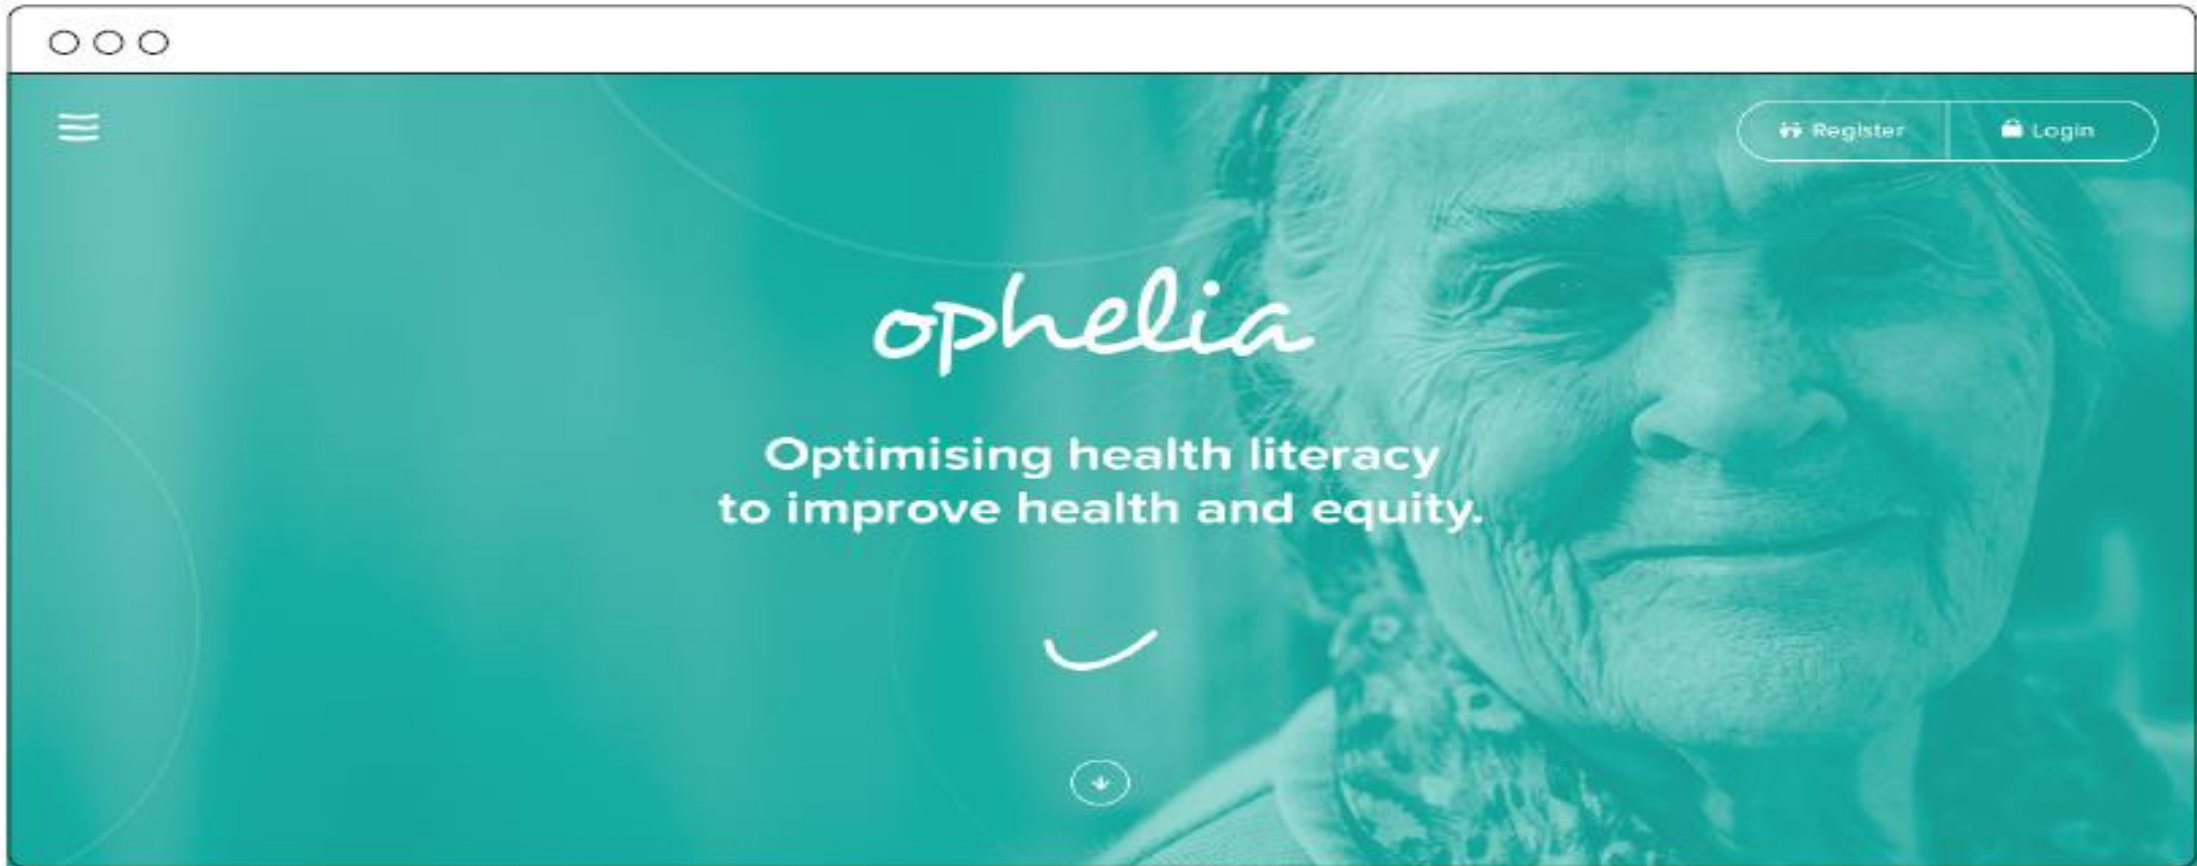 Register
Login
ophelia
Optimising health literacy
to improve health and equity.